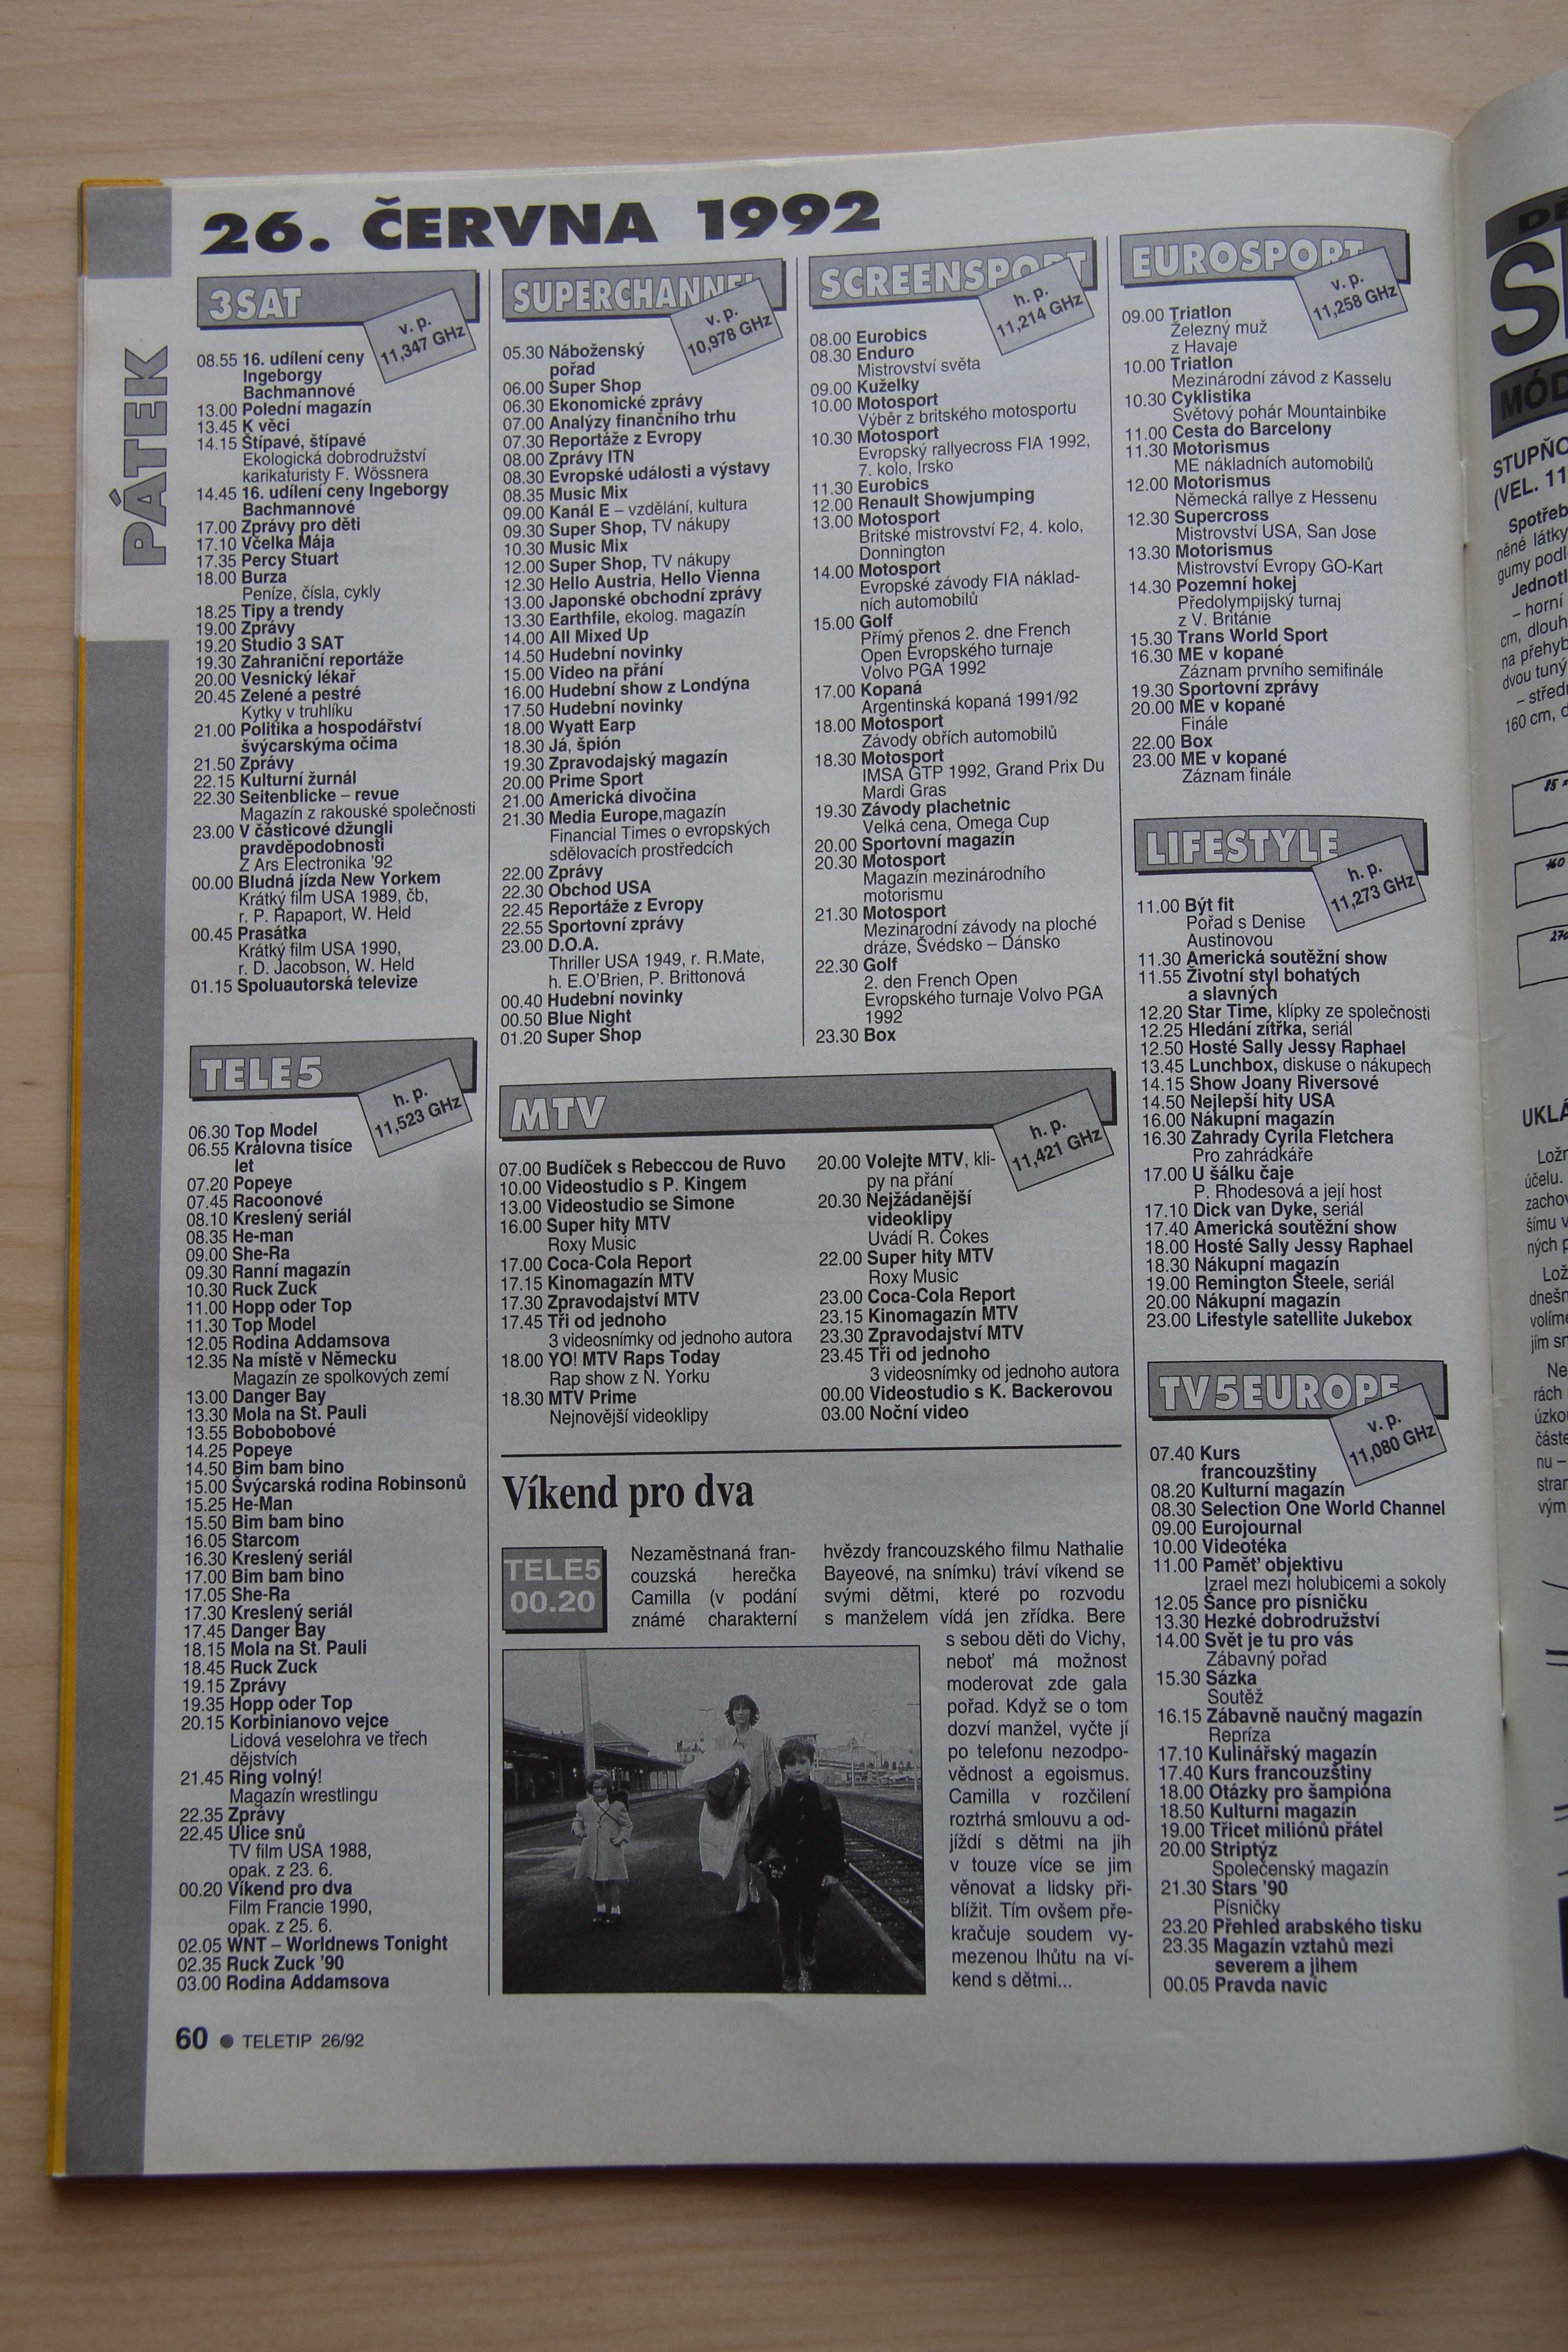 26. ČERVNA 1992
PÁTEK
3SAT
v. p.
11,347 GHz
08.55 16. udílení ceny
Ingeborgy
Bachmannové
13.00 Polední magazín
13.45 K věci
14.15 Štípavé, štípavé
Ekologická dobrodružství
karikaturisty F. Wössnera
14.45 16. udílení ceny Ingeborgy
Bachmannové
17.00 Zprávy pro děti
17.10 Včelka Mája
17.35 Percy Stuart
18.00 Burza
Peníze, čísla, cykly
18.25 Tipy a trendy
19.00 Zprávy
19.20 Studio 3 SAT
19.30 Zahraniční reportáže
20.00 Vesnický lékař
20.45 Zelené a pestré
Kytky v truhlíku
21.00 Politika a hospodářství
švýcarskýma očima
21.50 Zprávy
22.15 Kulturní žurnál
22.30 Seitenblicke – revue
Magazín z rakouské společnosti
23.00 V částicové džungli
pravděpodobnosti
Z Ars Electronika '92
00.00 Bludná jízda New Yorkem
Krátký film USA 1989, čb,
r. P. Rapaport, W. Held
00.45 Prasátka
Krátký film USA 1990,
r. D. Jacobson, W. Held
01.15 Spoluautorská televize
TELE5
h. p.
11,523 GHz
06.30 Top Model
06.55 Královna tisíce
let
07.20 Popeye
07.45 Racoonové
08.10 Kreslený seriál
08.35 He-man
09.00 She-Ra
09.30 Ranní magazín
10.30 Ruck Zuck
11.00 Hopp oder Top
11.30 Top Model
12.05 Rodina Addamsova
12.35 Na místě v Německu
Magazín ze spolkových zemí
13.00 Danger Bay
13.30 Mola na St. Pauli
13.55 Bobobobové
14.25 Popeye
14.50 Bim bam bino
15.00 Švýcarská rodina Robinsonů
15.25 He-Man
15.50 Bim bam bino
16.05 Starcom
16.30 Kreslený seriál
17.00 Bim bam bino
17.05 She-Ra
17.30 Kreslený seriál
17.45 Danger Bay
18.15 Mola na St. Pauli
18.45 Ruck Zuck
19.15 Zprávy
19.35 Hopp oder Top
20.15 Korbinianovo vejce
Lidová veselohra ve třech
dějstvích
21.45 Ring volný!
Magazín wrestlingu
22.35 Zprávy
22.45 Ulice snů
TV film USA 1988,
opak. z 23. 6.
00.20 Víkend pro dva
Film Francie 1990,
opak. z 25. 6.
02.05 WNT – Worldnews Tonight
02.35 Ruck Zuck '90
03.00 Rodina Addamsova
SUPERCHANNEL
v. p.
10,978 GHz
05.30 Náboženský
pořad
06.00 Super Shop
06.30 Ekonomické zprávy
07.00 Analýzy finančního trhu
07.30 Reportáže z Evropy
08.00 Zprávy ITN
08.30 Evropské události a výstavy
08.35 Music Mix
09.00 Kanál E – vzdělání, kultura
09.30 Super Shop, TV nákupy
10.30 Music Mix
12.00 Super Shop, TV nákupy
12.30 Hello Austria, Hello Vienna
13.00 Japonské obchodní zprávy
13.30 Earthfile, ekolog. magazín
14.00 All Mixed Up
14.50 Hudební novinky
15.00 Video na přání
16.00 Hudební show z Londýna
17.50 Hudební novinky
18.00 Wyatt Earp
18.30 Já, špión
19.30 Zpravodajský magazín
20.00 Prime Sport
21.00 Americká divočina
21.30 Media Europe,magazín
Financial Times o evropských
sdělovacích prostředcích
22.00 Zprávy
22.30 Obchod USA
22.45 Reportáže z Evropy
22.55 Sportovní zprávy
23.00 D.O.A.
Thriller USA 1949, r. R.Mate,
h. E.O'Brien, P. Brittonová
00.40 Hudební novinky
00.50 Blue Night
01.20 Super Shop
SCREENSPORT
h. p.
11,214 GHz
08.00 Eurobics
08.30 Enduro
Mistrovství světa
09.00 Kuželky
10.00 Motosport
Výběr z britského motosportu
10.30 Motosport
Evropský rallyecross FIA 1992,
7. kolo, Irsko
11.30 Eurobics
12.00 Renault Showjumping
13.00 Motosport
Britské mistrovství F2, 4. kolo,
Donnington
14.00 Motosport
Evropské závody FIA náklad-
ních automobilů
15.00 Golf
Přímý přenos 2. dne French
Open Evropského turnaje
Volvo PGA 1992
17.00 Kopaná
Argentinská kopaná 1991/92
18.00 Motosport
Závody obřích automobilů
18.30 Motosport
IMSA GTP 1992, Grand Prix Du
Mardi Gras
19.30 Závody plachetnic
Velká cena, Omega Cup
20.00 Sportovní magazín
20.30 Motosport
Magazín mezinárodního
motorismu
21.30 Motosport
Mezinárodní závody na ploché
dráze, Švédsko – Dánsko
22.30 Golf
2. den French Open
Evropského turnaje Volvo PGA
1992
23.30 Box
MTV
h. p.
11,421 GHz
07.00 Budíček s Rebeccou de Ruvo
10.00 Videostudio s P. Kingem
13.00 Videostudio se Simone
16.00 Super hity MTV
Roxy Music
17.00 Coca-Cola Report
17.15 Kinomagazín MTV
17.30 Zpravodajství MTV
17.45 Tři od jednoho
3 videosnímky od jednoho autora
18.00 YO! MTV Raps Today
Rap show z N. Yorku
18.30 MTV Prime
Nejnovější videoklipy
20.00 Volejte MTV, kli-
py na přání
20.30 Nejžádanější
videoklipy
Uvádí R. Cokes
22.00 Super hity MTV
Roxy Music
23.00 Coca-Cola Report
23.15 Kinomagazín MTV
23.30 Zpravodajství MTV
23.45 Tři od jednoho
3 videosnímky od jednoho autora
00.00 Videostudio s K. Backerovou
03.00 Noční video
Víkend pro dva
TELE5
00.20
Nezaměstnaná fran-
couzská herečka
Camilla (v podání
známé charakterní
hvězdy francouzského filmu Nathalie
Bayeové, na snímku) tráví víkend se
svými dětmi, které po rozvodu
s manželem vídá jen zřídka. Bere
s sebou děti do Vichy,
neboť má možnost
moderovat zde gala
pořad. Když se o tom
dozví manžel, vyčte jí
po telefonu nezodpo-
vědnost a egoismus.
Camilla v rozčilení
roztrhá smlouvu a od-
jíždí s dětmi na jih
v touze více se jim
věnovat a lidsky při-
blížit. Tím ovšem pře-
kračuje soudem vy-
mezenou lhůtu na ví-
kend s dětmi...
EUROSPORT
v. p.
11,258 GHz
09.00 Triatlon
Železný muž
z Havaje
10.00 Triatlon
Mezinárodní závod z Kasselu
10.30 Cyklistika
Světový pohár Mountainbike
11.00 Cesta do Barcelony
11.30 Motorismus
ME nákladních automobilů
12.00 Motorismus
Německá rallye z Hessenu
12.30 Supercross
Mistrovství USA, San Jose
13.30 Motorismus
Mistrovství Evropy GO-Kart
14.30 Pozemní hokej
Předolympijský turnaj
z V. Británie
15.30 Trans World Sport
16.30 ME v kopané
Záznam prvního semifinále
19.30 Sportovní zprávy
20.00 ME v kopané
Finále
22.00 Box
23.00 ME v kopané
Záznam finále
LIFESTYLE
h. p.
11,273 GHz
11.00 Být fit
Pořad s Denise
Austinovou
11.30 Americká soutěžní show
11.55 Životní styl bohatých
a slavných
12.20 Star Time, klípky ze společnosti
12.25 Hledání zítřka, seriál
12.50 Hosté Sally Jessy Raphael
13.45 Lunchbox, diskuse o nákupech
14.15 Show Joany Riversové
14.50 Nejlepší hity USA
16.00 Nákupní magazín
16.30 Zahrady Cyrila Fletchera
Pro zahrádkáře
17.00 U šálku čaje
P. Rhodesová a její host
17.10 Dick van Dyke, seriál
17.40 Americká soutěžní show
18.00 Hosté Sally Jessy Raphael
18.30 Nákupní magazín
19.00 Remington Steele, seriál
20.00 Nákupní magazín
23.00 Lifestyle satellite Jukebox
TV5EUROPE
v. p.
11,080 GHz
07.40 Kurs
francouzštiny
08.20 Kulturní magazín
08.30 Selection One World Channel
09.00 Eurojournal
10.00 Videotéka
11.00 Paměť objektivu
Izrael mezi holubicemi a sokoly
12.05 Šance pro písničku
13.30 Hezké dobrodružství
14.00 Svět je tu pro vás
Zábavný pořad
15.30 Sázka
Soutěž
16.15 Zábavně naučný magazín
Repríza
17.10 Kulinářský magazín
17.40 Kurs francouzštiny
18.00 Otázky pro šampióna
18.50 Kulturní magazín
19.00 Třicet miliónů přátel
20.00 Striptýz
Společenský magazín
21.30 Stars '90
Písničky
23.20 Přehled arabského tisku
23.35 Magazín vztahů mezi
severem a jihem
00.05 Pravda navíc
60 ● TELETIP 26/92
MÓD
STUPŇO
(VEL. 11
Spotřeb
něné látky
gumy podl
Jednotl
– horní
cm, dlouh
na přehyb
dvou tuný
– středn
160 cm, d
UKLÁ
Ložn
účelu.
zachov
šímu v
ných p
Lož
dnešn
volíme
jím sn
Ne
rách
úzkou
části
nu –
stran
vým